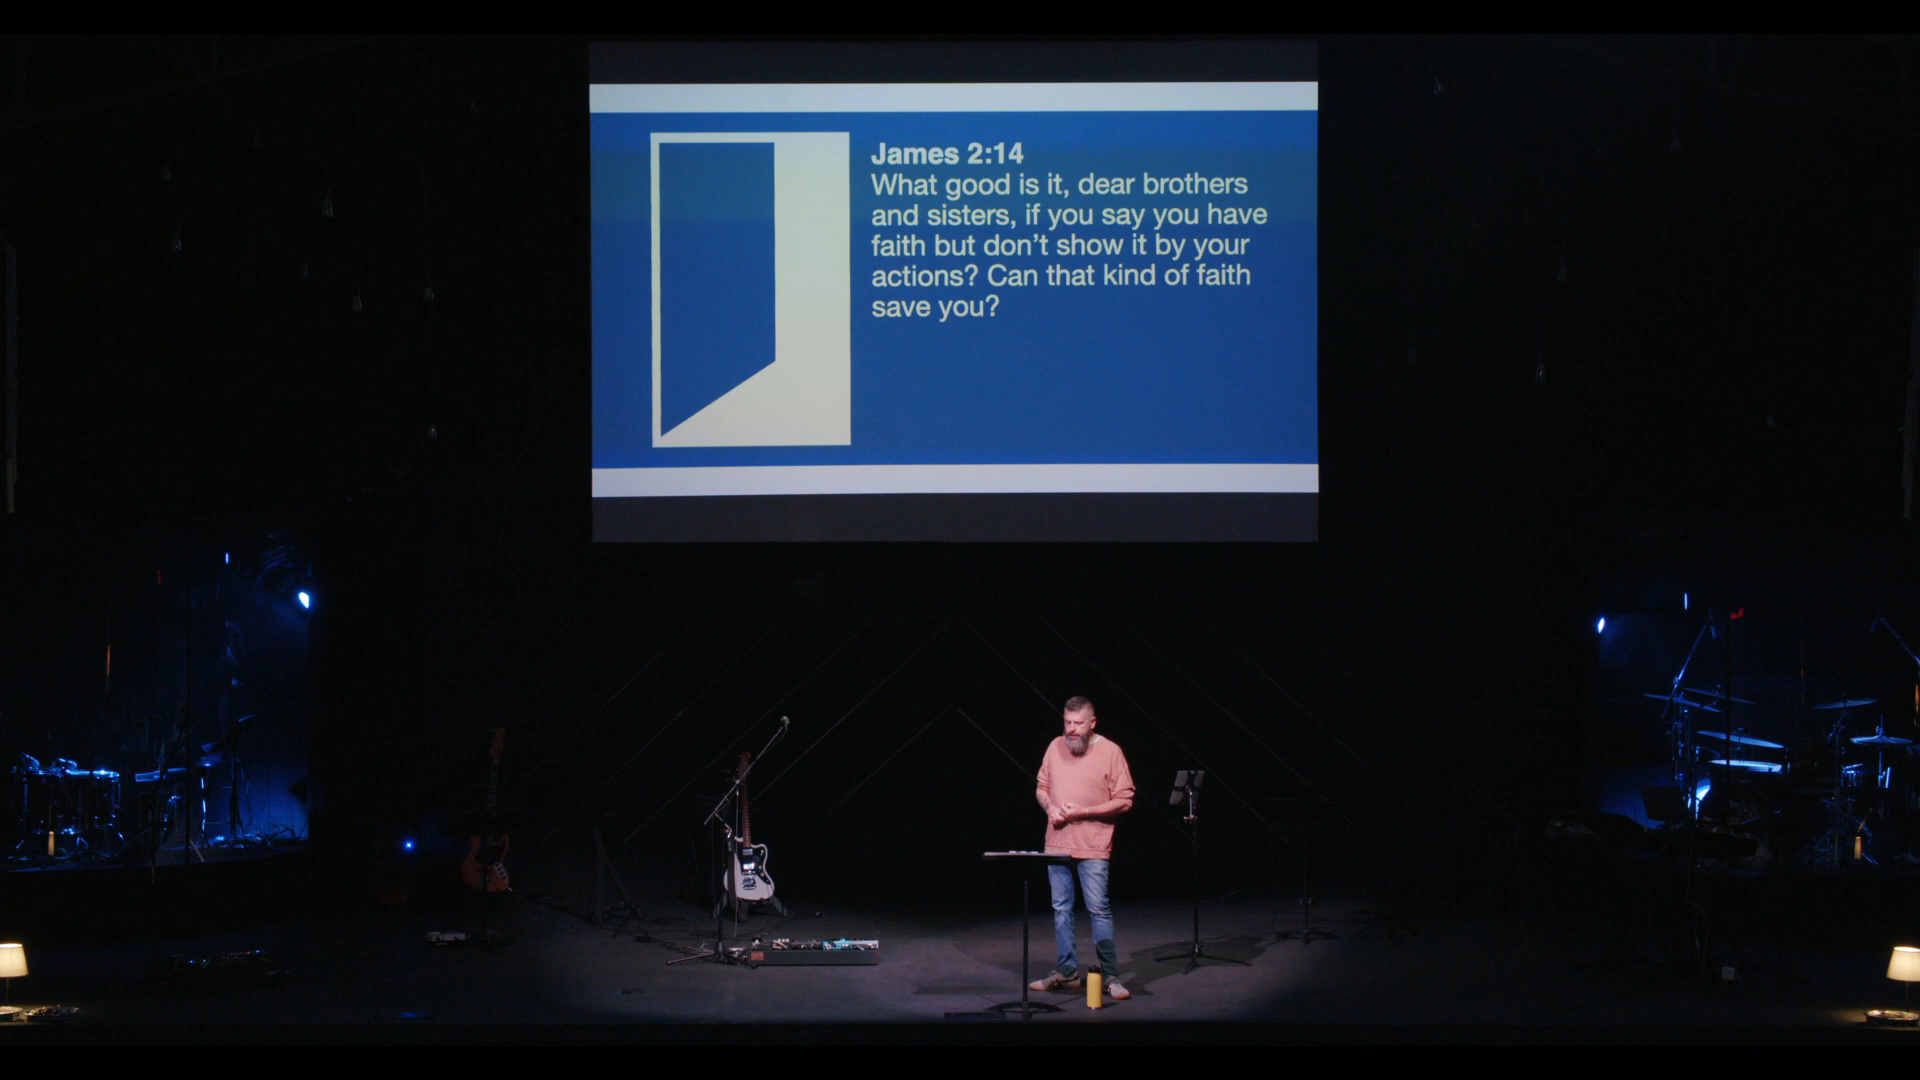 James 2:14
What good is it, dear brothers
and sisters, if you say you have
faith but don't show it by your
actions? Can that kind of faith
save you?